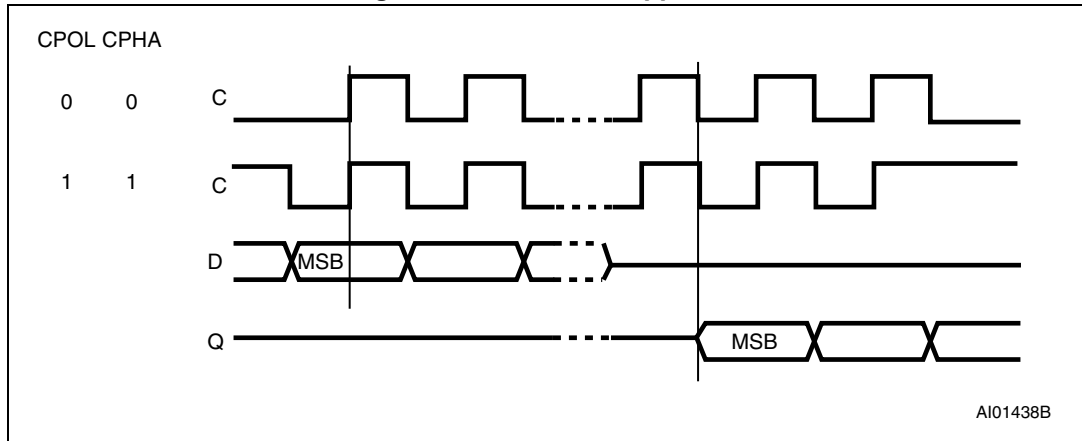 CPOL CPHA
0 0 C
1 1 C
D MSB
Q MSB
AI01438B